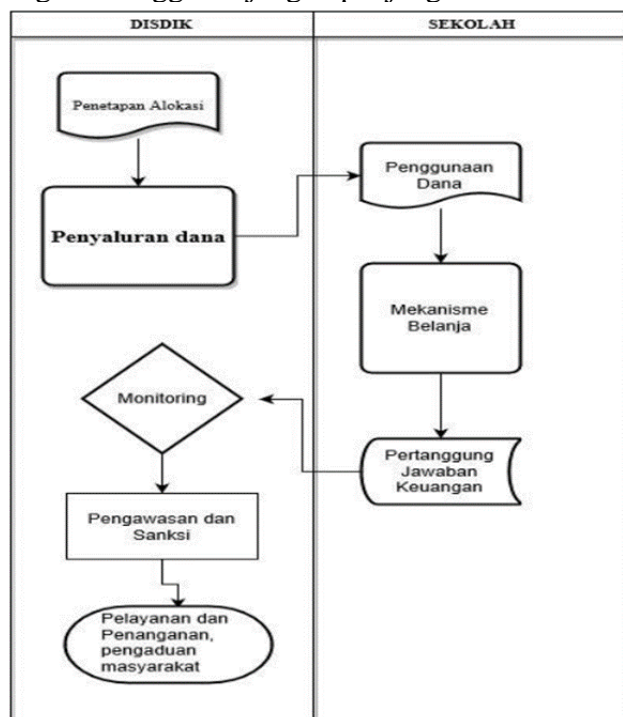 DISDIK
SEKOLAH
Penetapan Alokasi
Penyaluran dana
Penggunaan
Dana
Mekanisme
Belanja
Pertanggung
Jawaban
Keuangan
Monitoring
Pengawasan dan
Sanksi
Pelayanan dan
Penanganan,
pengaduan
masyarakat